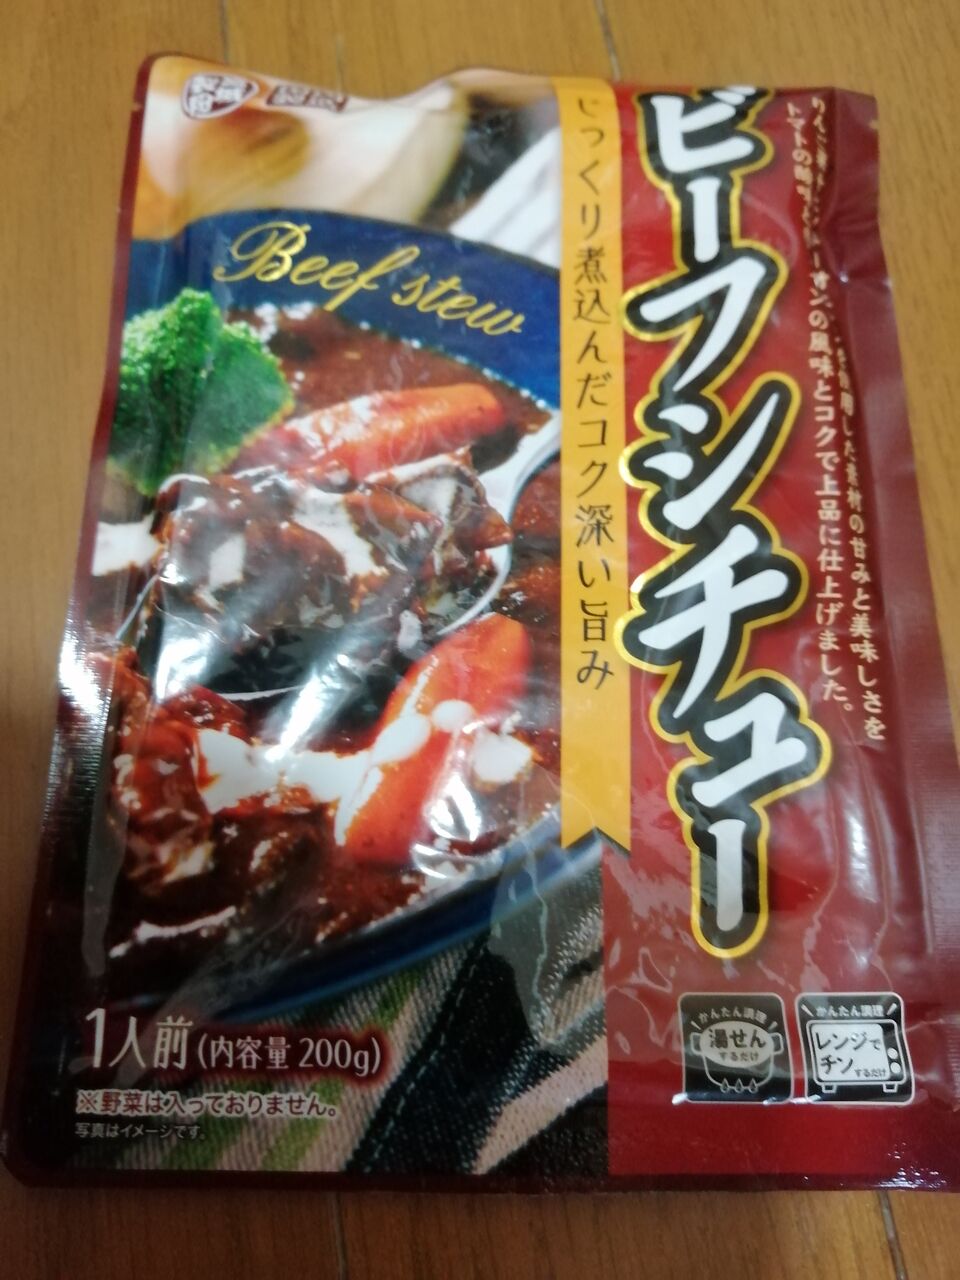 Beef stew
ビーフシチュー
じっくり煮込んだコク深い旨み
素材の甘みと美味しさを
の風味とコクで上品に仕上げました。
1人前(内容量 200g)
※野菜は入っておりません。
写真はイメージです。
かんたん調理
湯せん
するだけ
かんたん調理
レンジで
チンするだけ